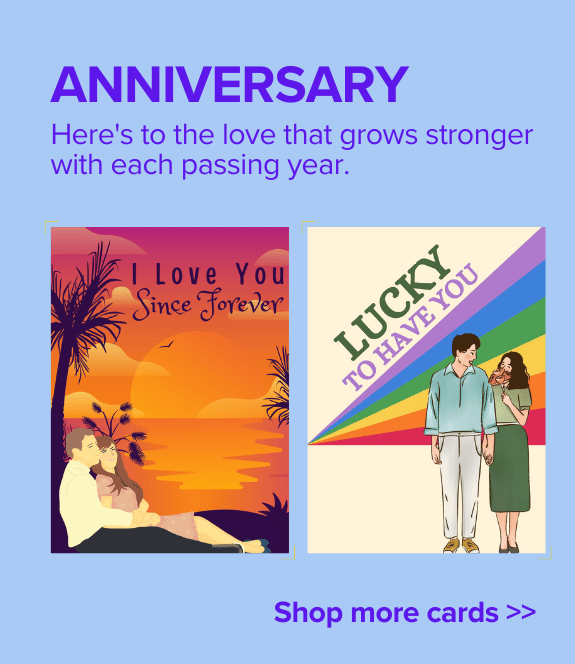 ANNIVERSARY
Here's to the love that grows stronger
with each passing year.
I Love You
Since Forever
LUCKY
TO HAVE YOU
Shop more cards >>